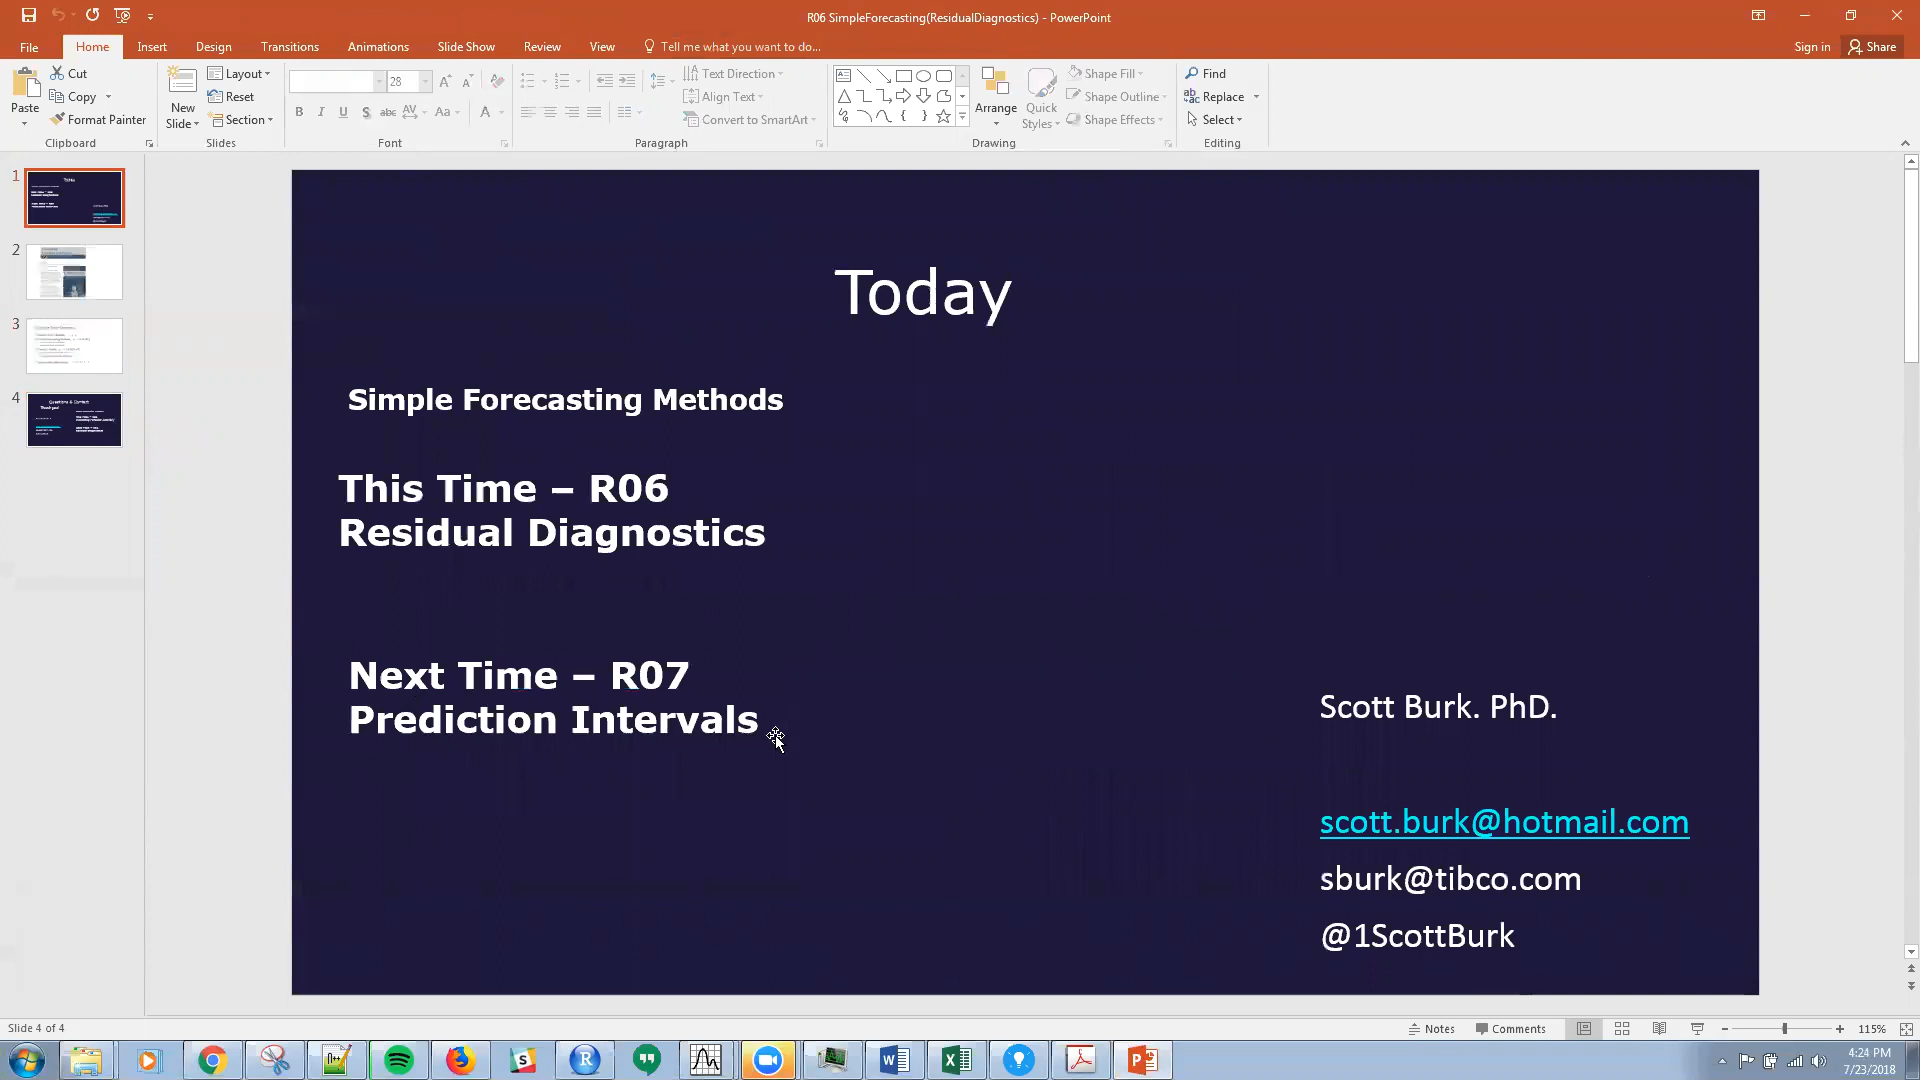 R06 SimpleForecasting(ResidualDiagnostics) - PowerPoint
File Home Insert Design Transitions Animations Slide Show Review View Tell me what you want to do... Sign in Share
Paste
Cut
Copy
Format Painter
Clipboard
New Slide
Layout
Reset
Section
Slides
28
Font
Text Direction
Align Text
Convert to SmartArt
Paragraph
Arrange
Quick Styles
Shape Fill
Shape Outline
Shape Effects
Drawing
Find
Replace
Select
Editing
1
2
3
4
Today
Simple Forecasting Methods
This Time – R06
Residual Diagnostics
Next Time – R07
Prediction Intervals
Scott Burk. PhD.
scott.burk@hotmail.com
sburk@tibco.com
@1ScottBurk
Slide 4 of 4 Notes Comments 115%
4:24 PM
7/23/2018